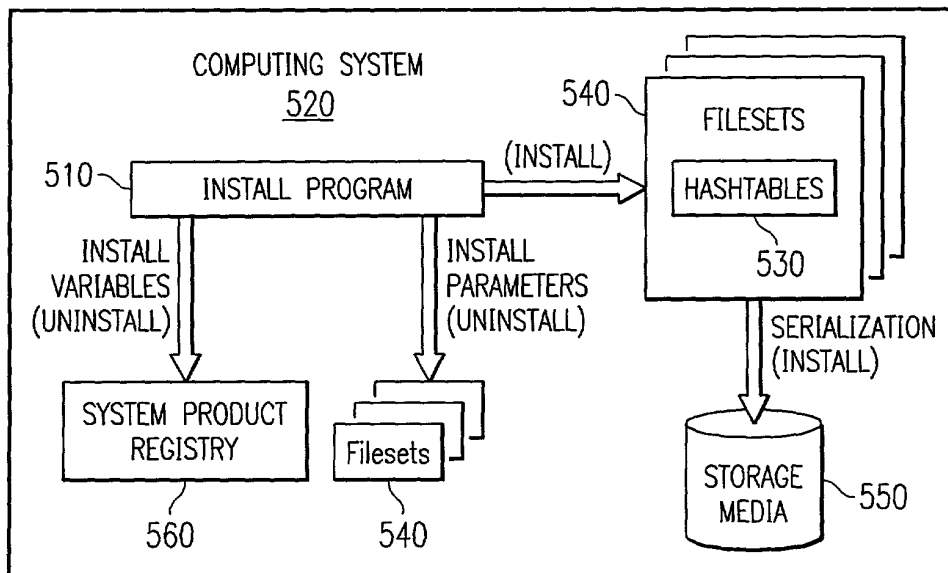 COMPUTING SYSTEM
520
540
FILESETS
HASHTABLES
530
510
INSTALL PROGRAM
(INSTALL)
INSTALL
VARIABLES
(UNINSTALL)
INSTALL
PARAMETERS
(UNINSTALL)
SERIALIZATION
(INSTALL)
SYSTEM PRODUCT
REGISTRY
560
Filesets
540
STORAGE
MEDIA
550